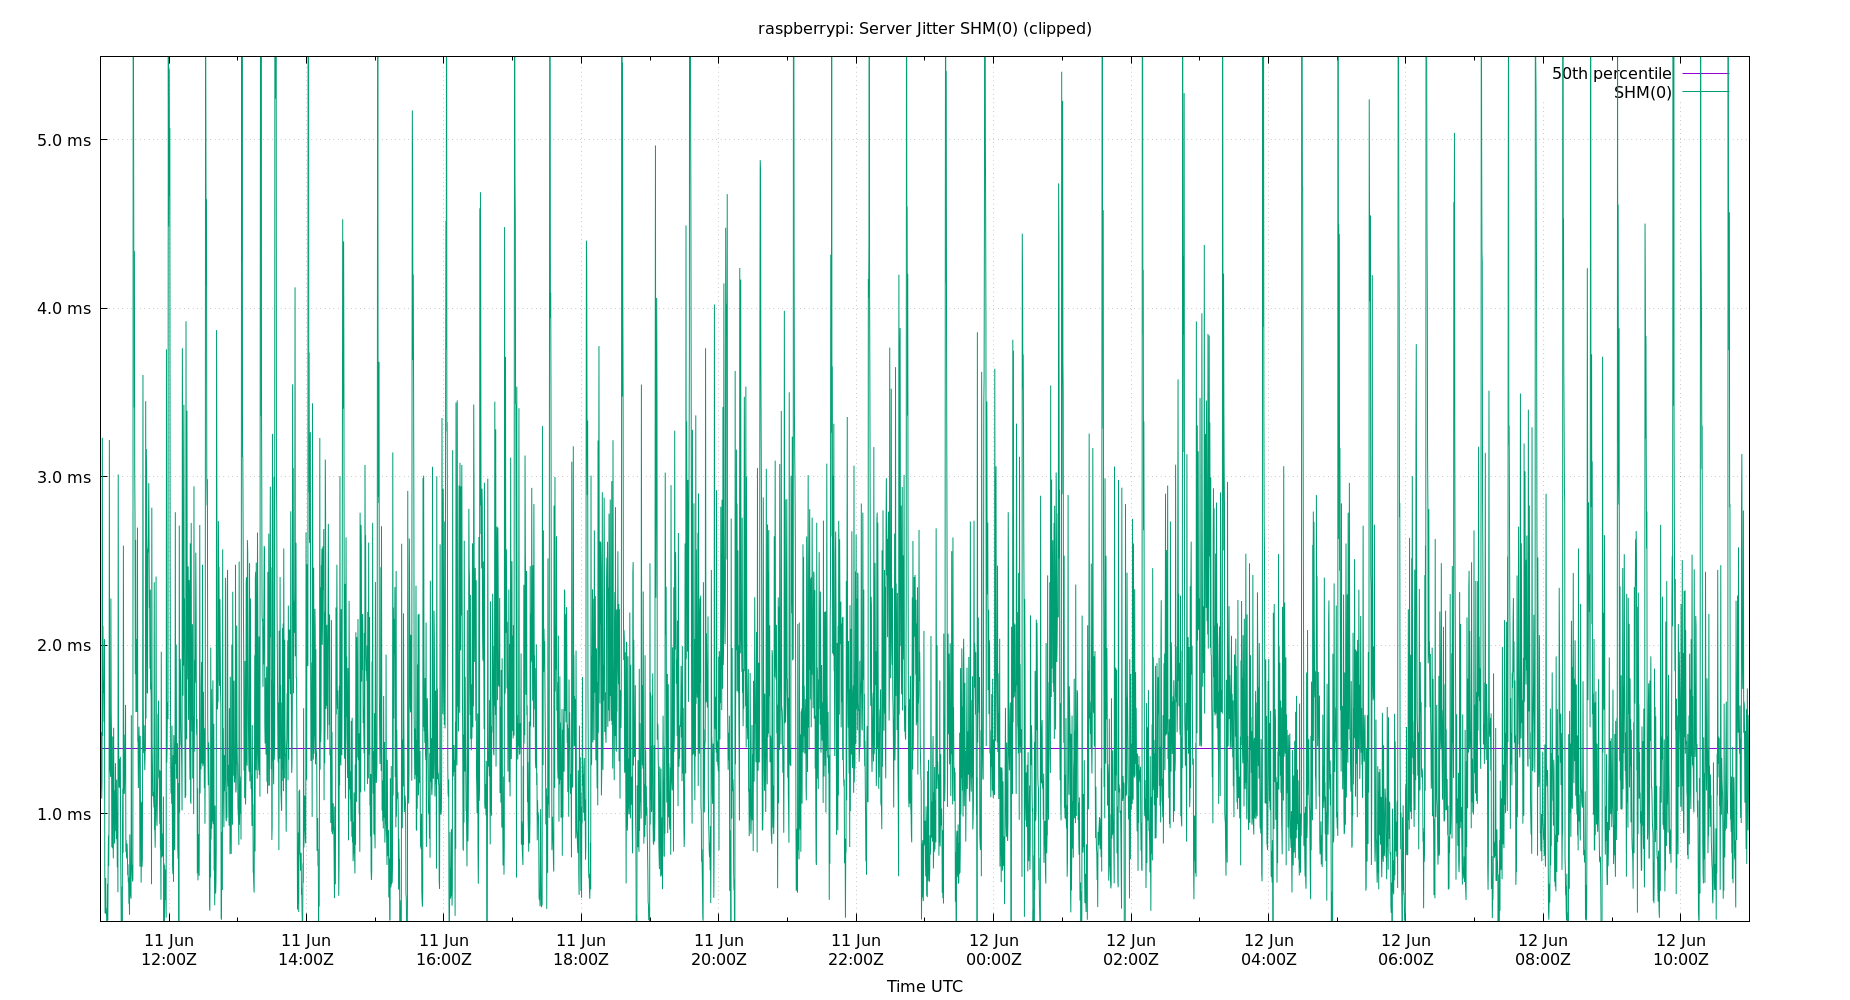 raspberrypi: Server Jitter SHM(0) (clipped)
50th percentile
SHM(0)
5.0 ms
4.0 ms
3.0 ms
2.0 ms
1.0 ms
11 Jun 11 Jun 11 Jun 11 Jun 11 Jun 11 Jun 12 Jun 12 Jun 12 Jun 12 Jun 12 Jun 12 Jun
12:00Z 14:00Z 16:00Z 18:00Z 20:00Z 22:00Z 00:00Z 02:00Z 04:00Z 06:00Z 08:00Z 10:00Z
Time UTC